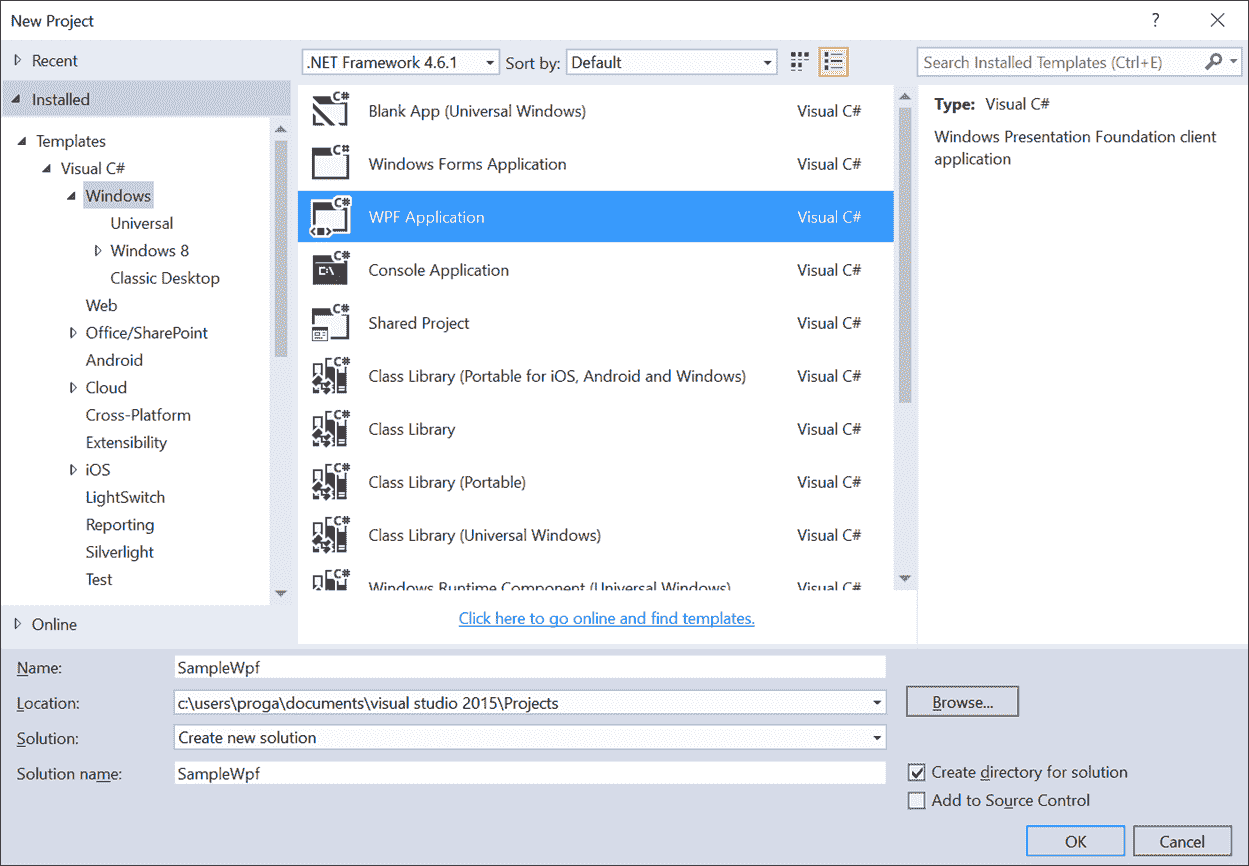 New Project
?
Recent
.NET Framework 4.6.1
Sort by:
Default
Search Installed Templates (Ctrl+E)
Installed
Templates
Visual C#
Windows
Universal
Windows 8
Classic Desktop
Web
Office/SharePoint
Android
Cloud
Cross-Platform
Extensibility
iOS
LightSwitch
Reporting
Silverlight
Test
Online
C# Blank App (Universal Windows) Visual C#
C# Windows Forms Application Visual C#
C# WPF Application Visual C#
C# C:\ Console Application Visual C#
C# Shared Project Visual C#
C# Class Library (Portable for iOS, Android and Windows) Visual C#
C# Class Library Visual C#
C# Class Library (Portable) Visual C#
C# Class Library (Universal Windows) Visual C#
C# Windows Runtime Component (Universal Windows) Visual C#
Click here to go online and find templates.
Type: Visual C#
Windows Presentation Foundation client
application
Name: SampleWpf
Location: c:\users\proga\documents\visual studio 2015\Projects
Browse...
Solution: Create new solution
Solution name: SampleWpf
Create directory for solution
Add to Source Control
OK
Cancel